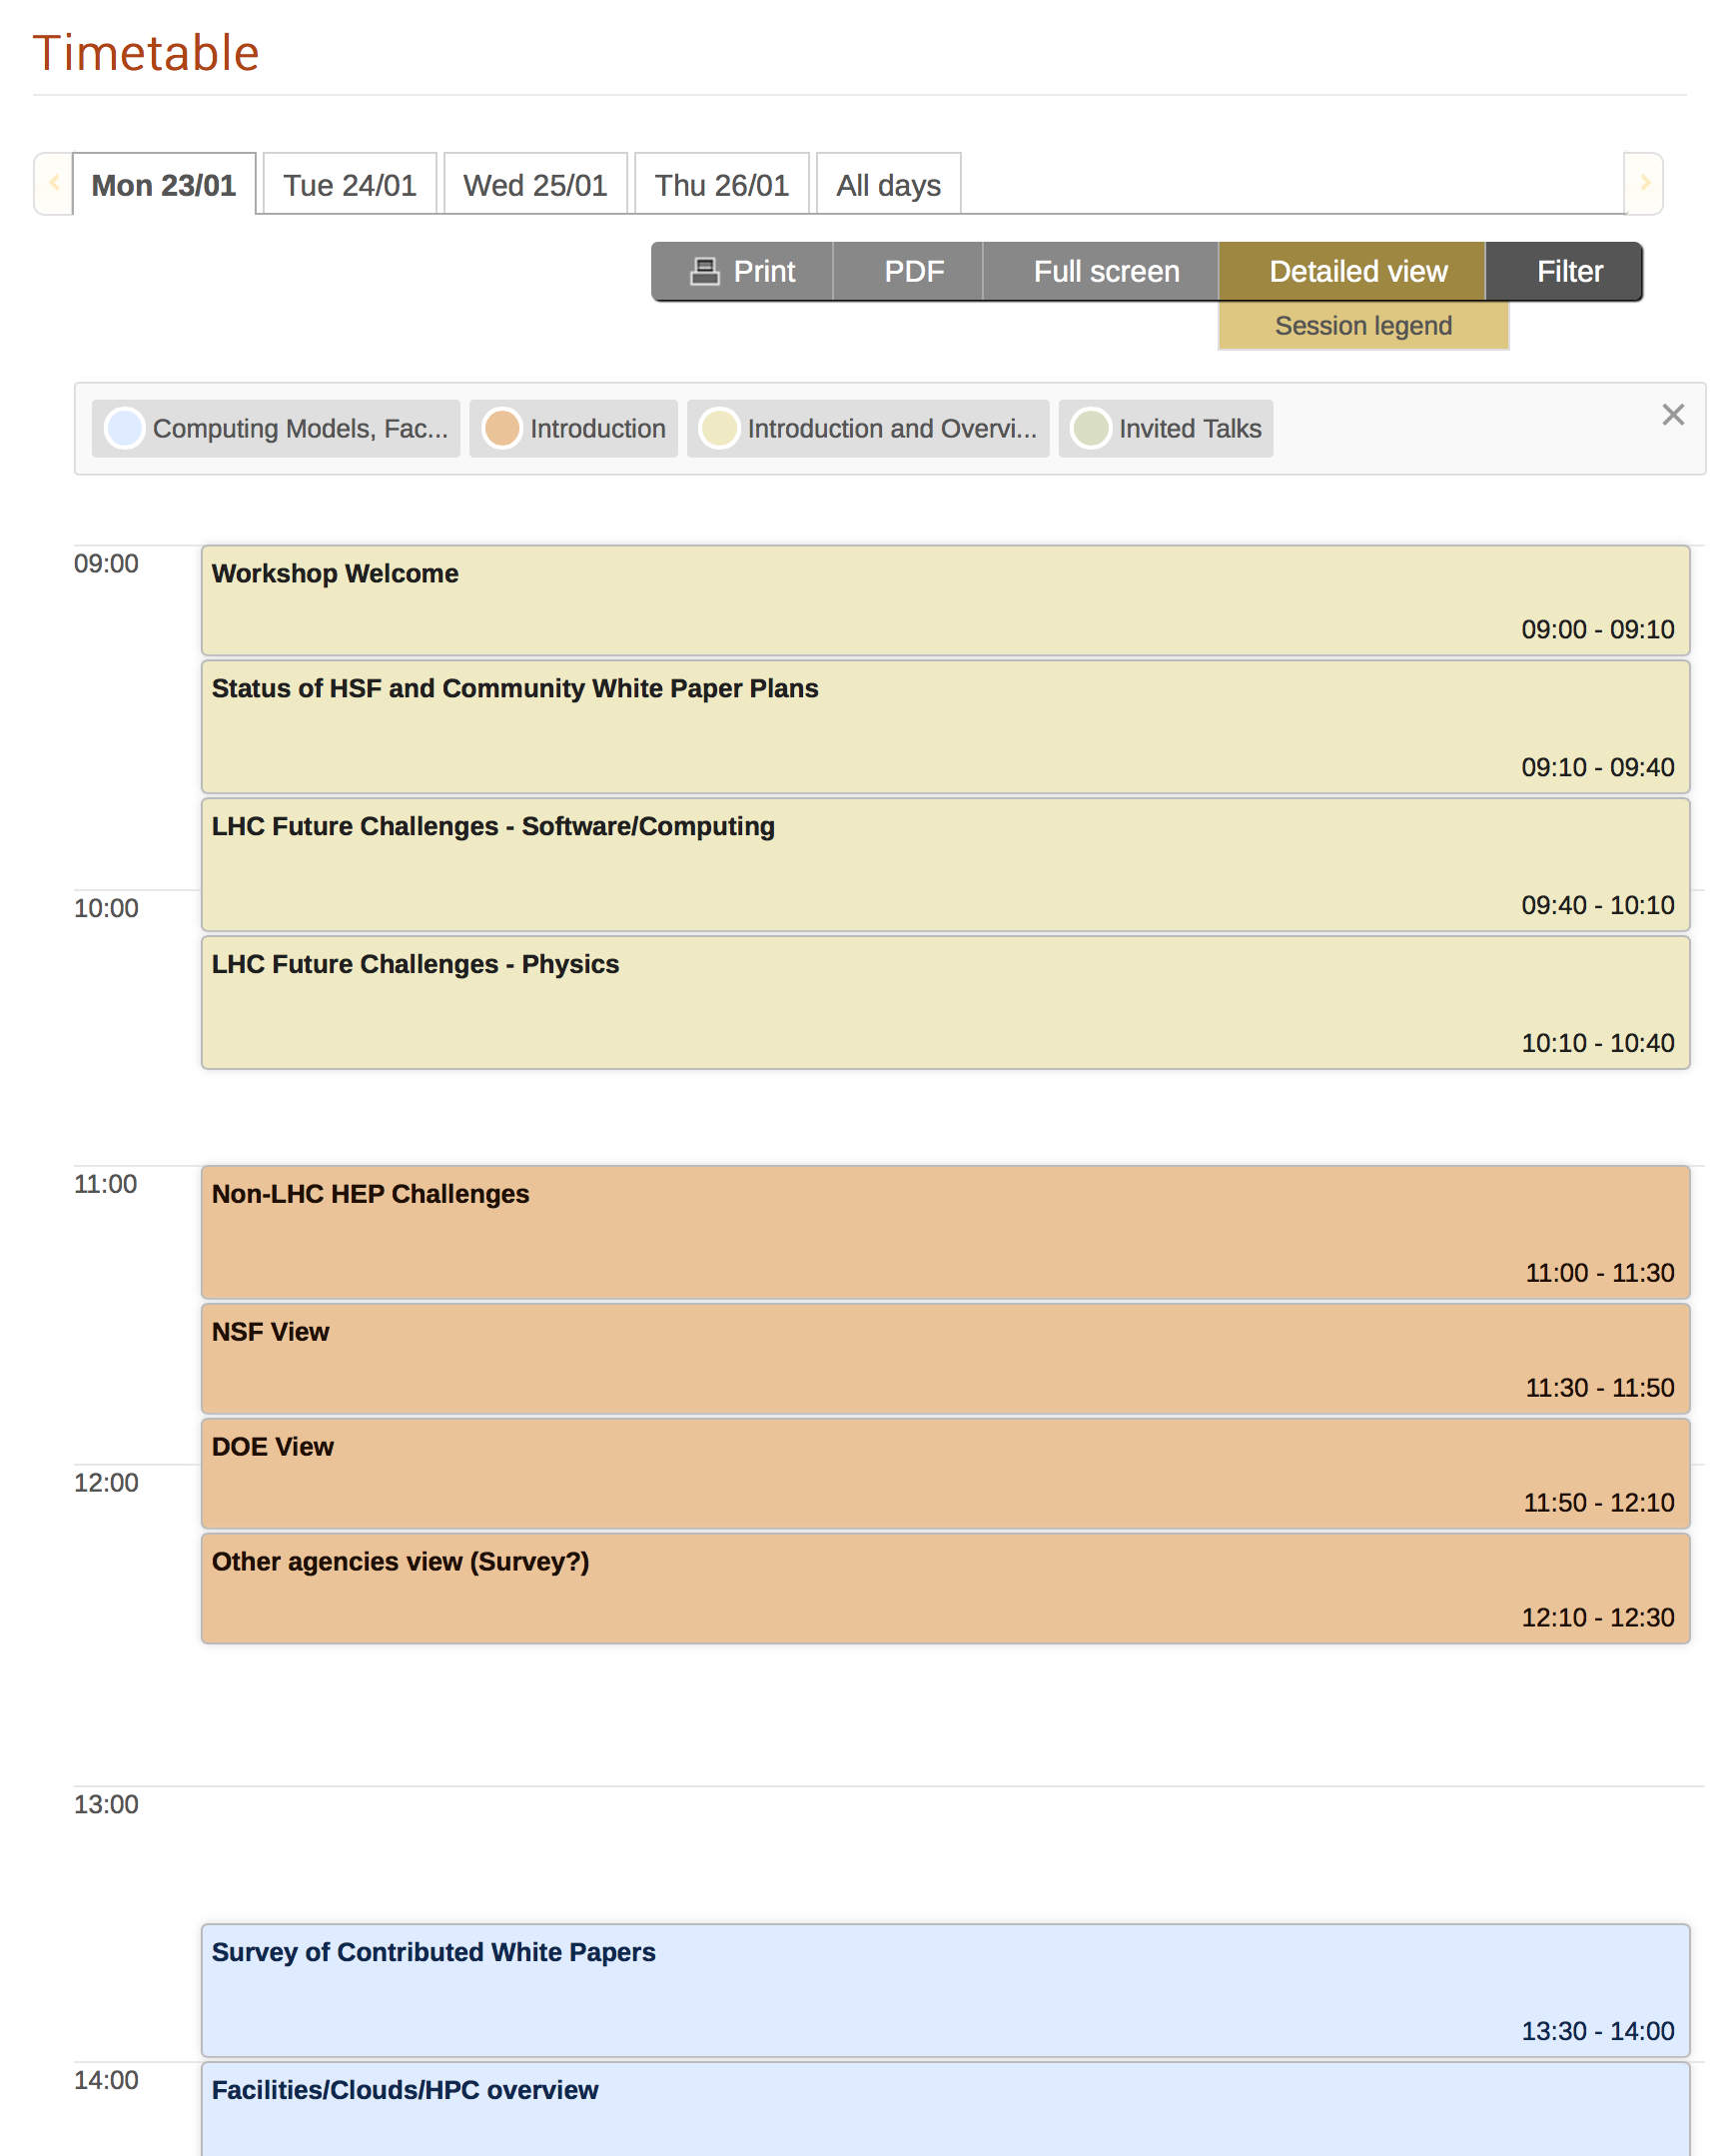 Timetable
Mon 23/01 Tue 24/01 Wed 25/01 Thu 26/01 All days
Print PDF Full screen Detailed view Filter
Session legend
Computing Models, Fac... Introduction Introduction and Overvi... Invited Talks
09:00
Workshop Welcome
09:00 - 09:10
Status of HSF and Community White Paper Plans
09:10 - 09:40
LHC Future Challenges - Software/Computing
10:00
09:40 - 10:10
LHC Future Challenges - Physics
10:10 - 10:40
11:00
Non-LHC HEP Challenges
11:00 - 11:30
NSF View
11:30 - 11:50
DOE View
12:00
11:50 - 12:10
Other agencies view (Survey?)
12:10 - 12:30
13:00
Survey of Contributed White Papers
13:30 - 14:00
14:00
Facilities/Clouds/HPC overview